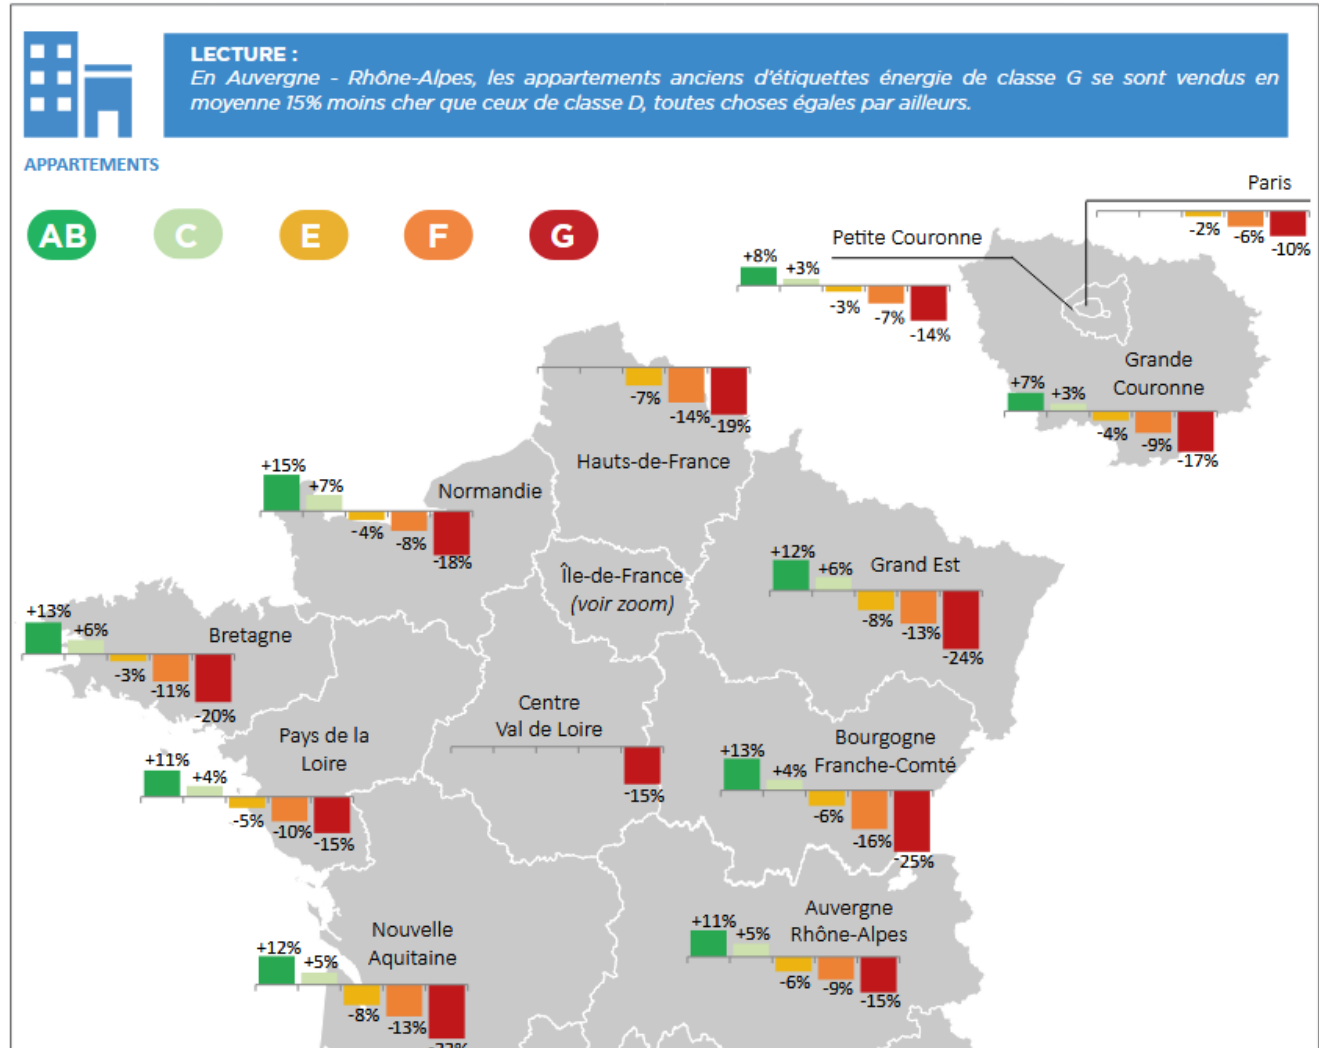 LECTURE :
En Auvergne - Rhône-Alpes, les appartements anciens d'étiquettes énergie de classe G se sont vendus en
moyenne 15% moins cher que ceux de classe D, toutes choses égales par ailleurs.
APPARTEMENTS
AB C E F G
Paris
-2%
-6%
-10%
Petite Couronne
+8%
+3%
-3%
-7%
-14%
Grande
Couronne
+7%
+3%
-4%
-9%
-17%
-7%
-14%
-19%
Hauts-de-France
+15%
+7%
Normandie
-4%
-8%
-18%
Île-de-France
(voir zoom)
+12%
+6%
Grand Est
-8%
-13%
-24%
+13%
+6%
Bretagne
-3%
-11%
-20%
Centre
Val de Loire
-15%
Pays de la
Loire
+11%
+4%
-5%
-10%
-15%
Bourgogne
Franche-Comté
+13%
+4%
-6%
-16%
-25%
Auvergne
Rhône-Alpes
+11%
+5%
-6%
-9%
-15%
Nouvelle
Aquitaine
+12%
+5%
-8%
-13%